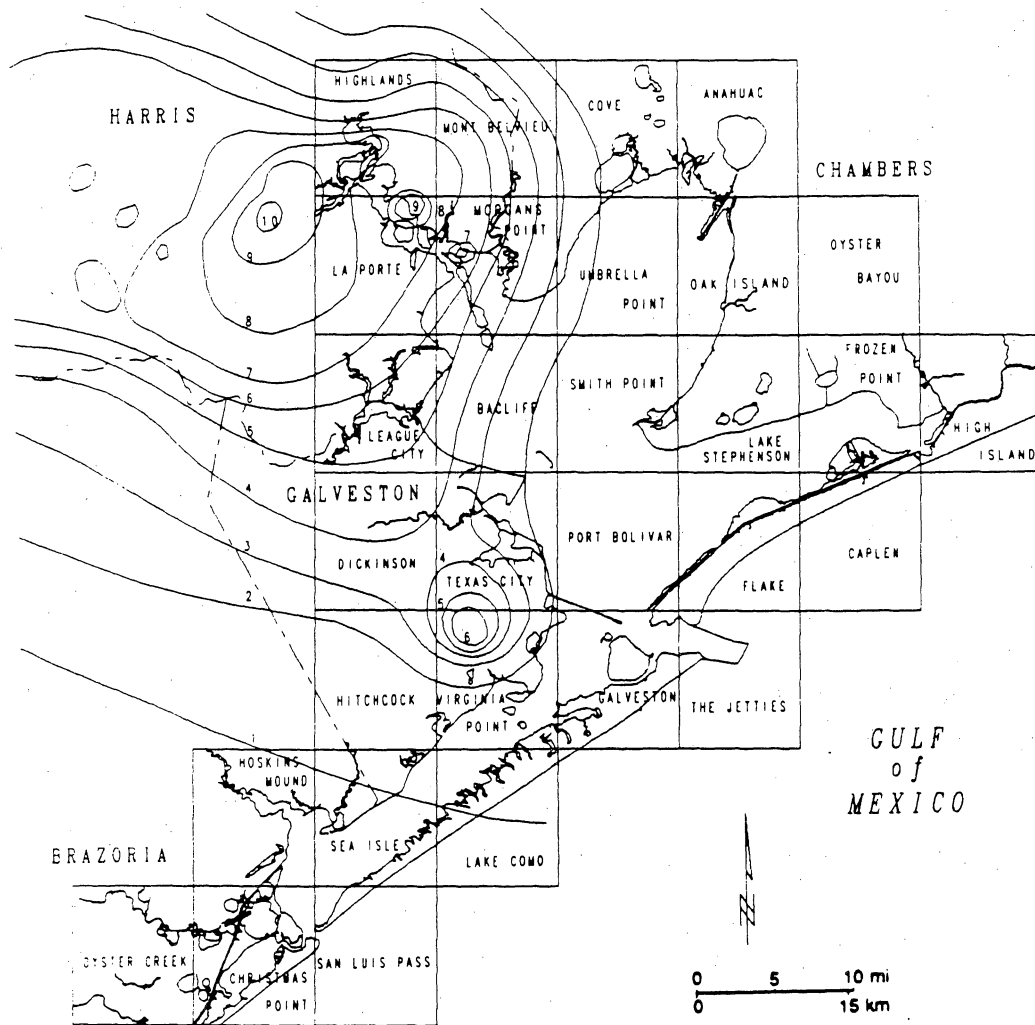 HIGHLANDS
HARRIS
MONT BELVIEU
COVE
ANAHUAC
CHAMBERS
10
9
8
MORGANS
POINT
7
9
LA PORTE
UMBRELLA
POINT
OAK ISLAND
OYSTER
BAYOU
8
7
6
5
SMITH POINT
FROZEN
POINT
BACLIFF
LEAGUE
CITY
LAKE
STEPHENSON
HIGH
ISLAND
4
GALVESTON
3
DICKINSON
4
TEXAS CITY
PORT BOLIVAR
CAPLEN
FLAKE
2
5
6
HITCHCOCK
VIRGINIA
POINT
GALVESTON
THE JETTIES
1
HOSKINS
MOUND
GULF
of
MEXICO
BRAZORIA
SEA ISLE
LAKE COMO
N
OYSTER CREEK
CHRISTMAS
POINT
SAN LUIS PASS
0 5 10 mi
0 15 km